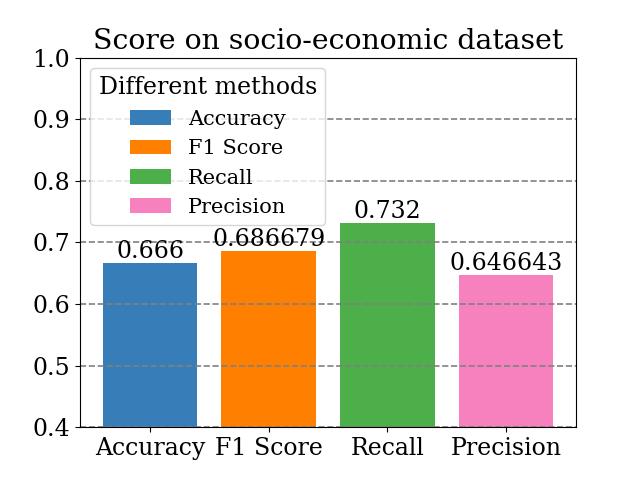 Score on socio-economic dataset
1.0
0.9
0.8
0.7
0.6
0.5
0.4
Different methods
Accuracy
F1 Score
Recall
Precision
0.666
0.686679
0.732
0.646643
Accuracy F1 Score Recall Precision